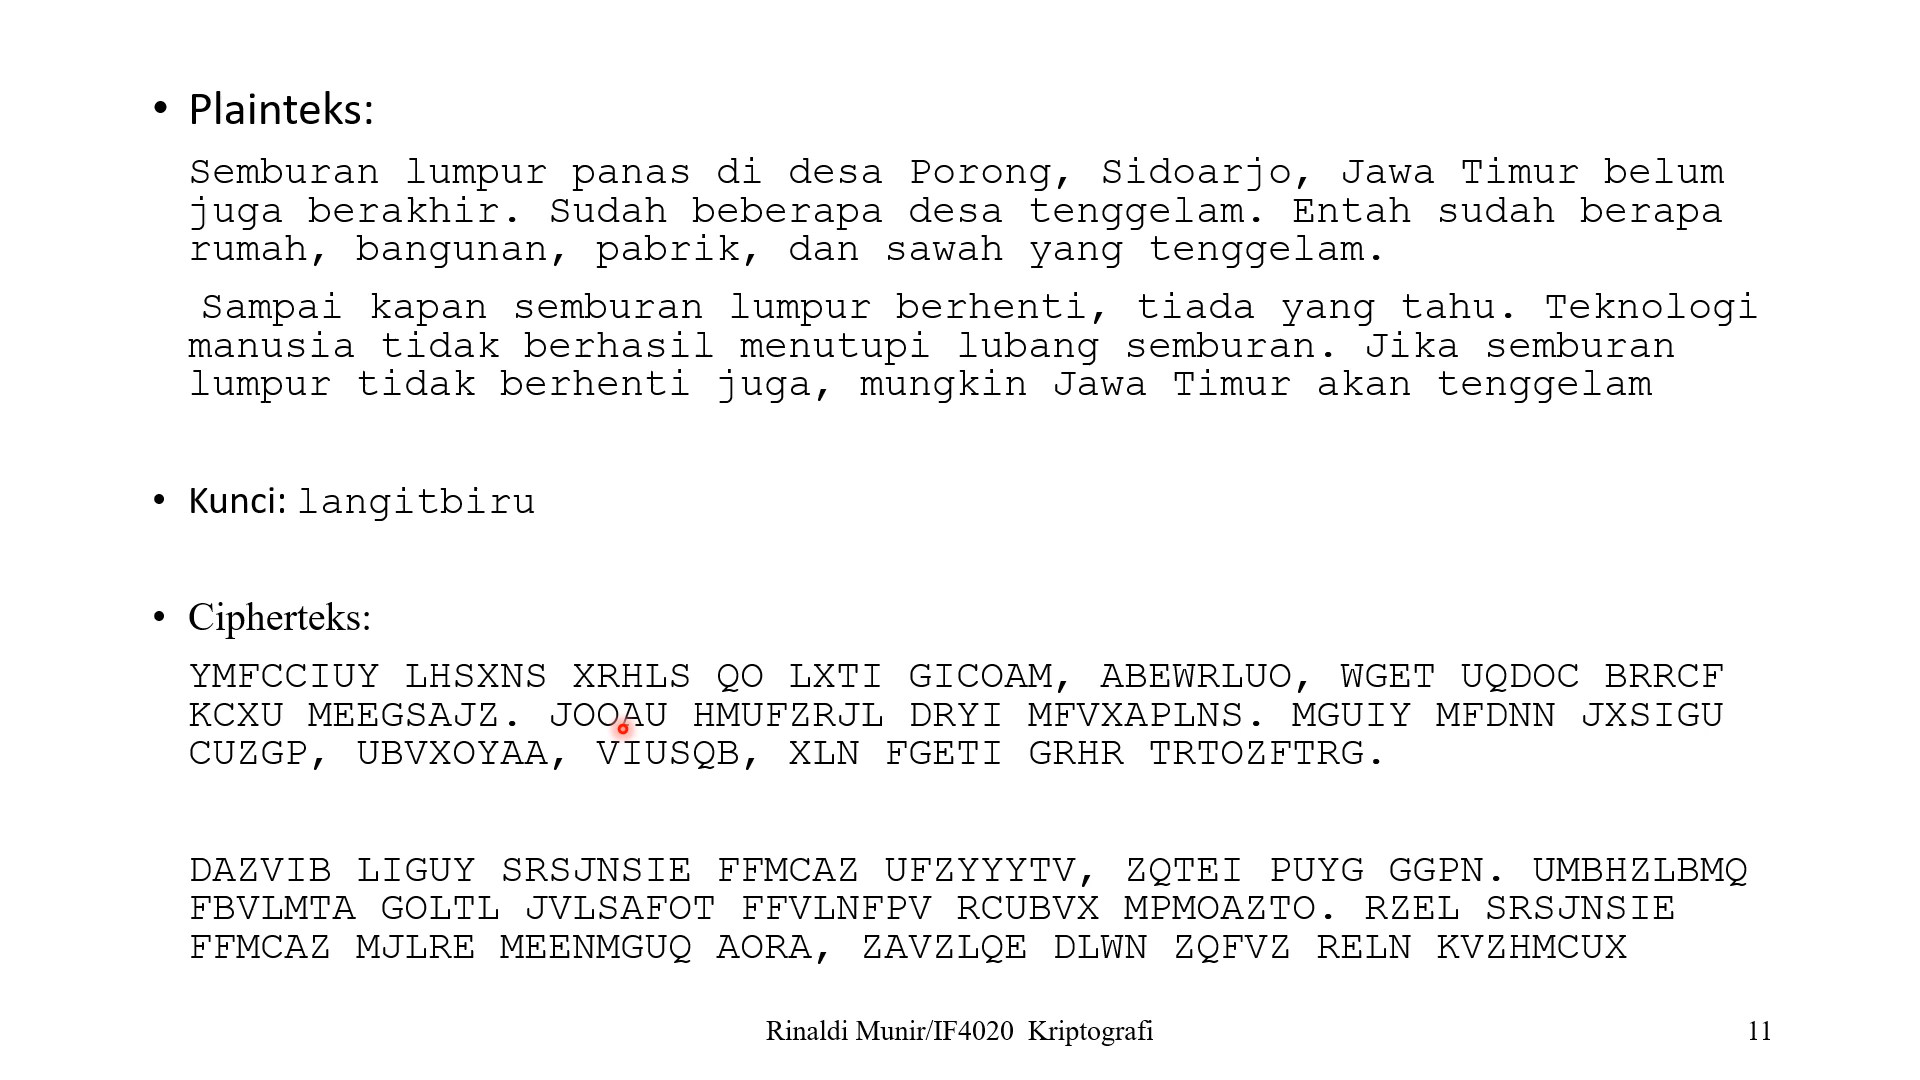 • Plainteks:
Semburan lumpur panas di desa Porong, Sidoarjo, Jawa Timur belum
juga berakhir. Sudah beberapa desa tenggelam. Entah sudah berapa
rumah, bangunan, pabrik, dan sawah yang tenggelam.
Sampai kapan semburan lumpur berhenti, tiada yang tahu. Teknologi
manusia tidak berhasil menutupi lubang semburan. Jika semburan
lumpur tidak berhenti juga, mungkin Jawa Timur akan tenggelam
• Kunci: langitbiru
• Cipherteks:
YMFCCIUY LHSXNS XRHLS QO LXTI GICOAM, ABEWRLUO, WGET UQDOC BRRCF
KCXU MEEGSAJZ. JOOAU HMUFZRJL DRYI MFVXAPLNS. MGUIY MFDNN JXSIGU
CUZGP, UBVXOYAA, VIUSQB, XLN FGETI GRHR TRTOZFTRG.
DAZVIB LIGUY SRSJNSIE FFMCAZ UFZYYYTV, ZQTEI PUYG GGPN. UMBHZLBMQ
FBVLMTA GOLTL JVLSAFOT FFVLNFPV RCUBVX MPMOAZTO. RZEL SRSJNSIE
FFMCAZ MJLRE MEENMGUQ AORA, ZAVZLQE DLWN ZQFVZ RELN KVZHMCUX
Rinaldi Munir/IF4020 Kriptografi
11